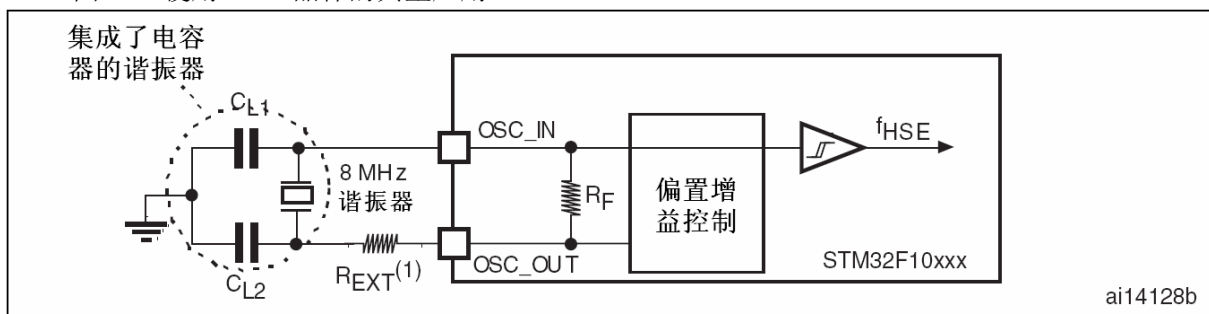 集成了电容
器的谐振器
CL1
OSC_IN
fHSE
8 MHz
谐振器
RF
偏置增
益控制
OSC_OUT
STM32F10xxx
REXT(1)
CL2
ai14128b